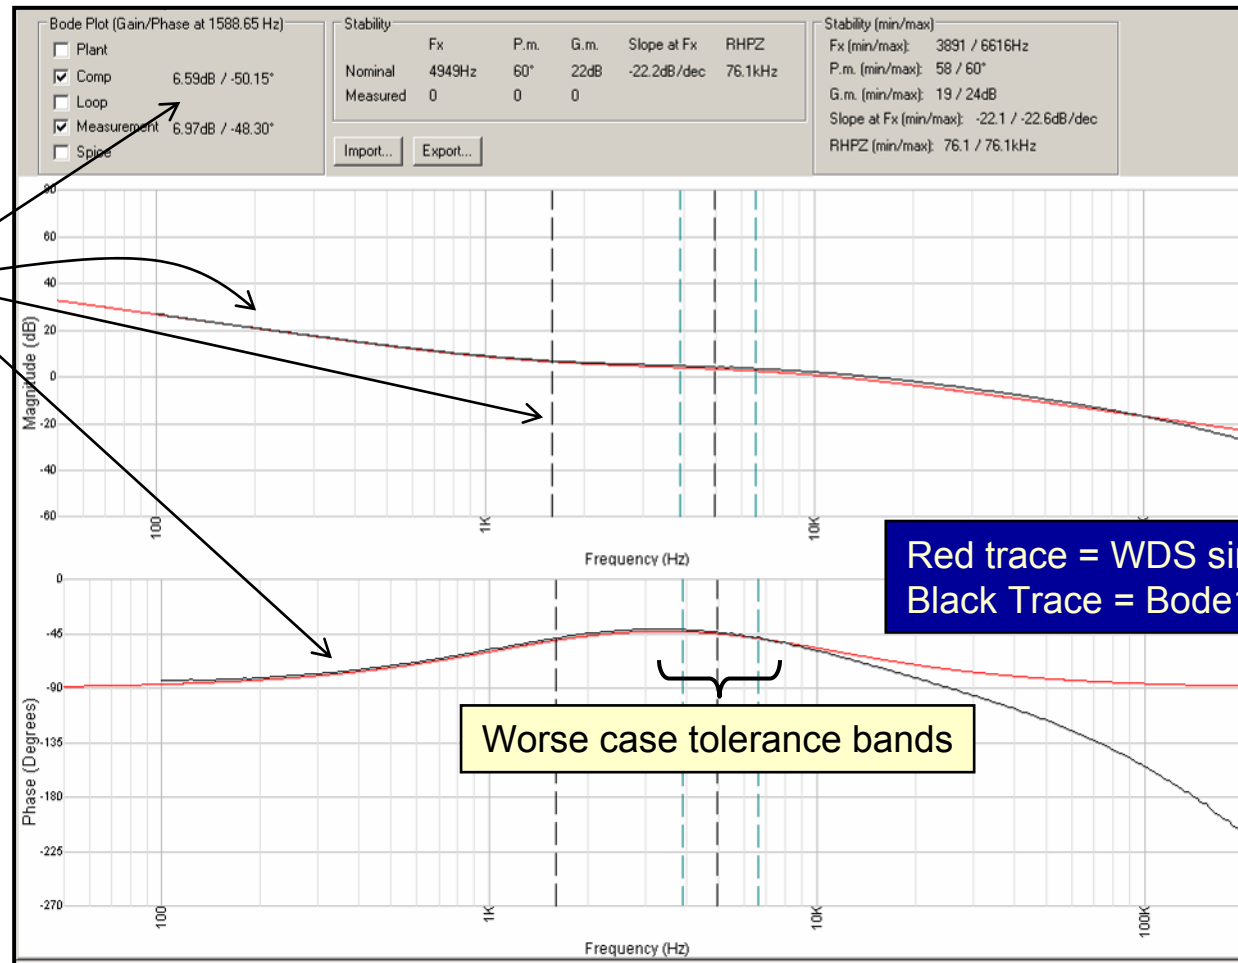 Bode Plot (Gain/Phase at 1588.65 Hz)
Plant
Comp 6.59dB / -50.15°
Loop
Measurement 6.97dB / -48.30°
Spice
Stability
Fx P.m. G.m. Slope at Fx RHPZ
Nominal 4949Hz 60° 22dB -22.2dB/dec 76.1kHz
Measured 0 0 0
Import... Export...
Stability (min/max)
Fx (min/max): 3891 / 6616Hz
P.m. (min/max): 58 / 60°
G.m. (min/max): 19 / 24dB
Slope at Fx (min/max): -22.1 / -22.6dB/dec
RHPZ (min/max): 76.1 / 76.1kHz
80
60
40
20
0
-20
-40
-60
Magnitude (dB)
100 1K 10K
Frequency (Hz)
Red trace = WDS
Black Trace =
0
-45
-90
-135
-180
-225
-270
Phase (Degrees)
Worse case tolerance bands
100 1K 10K 100K
Frequency (Hz)